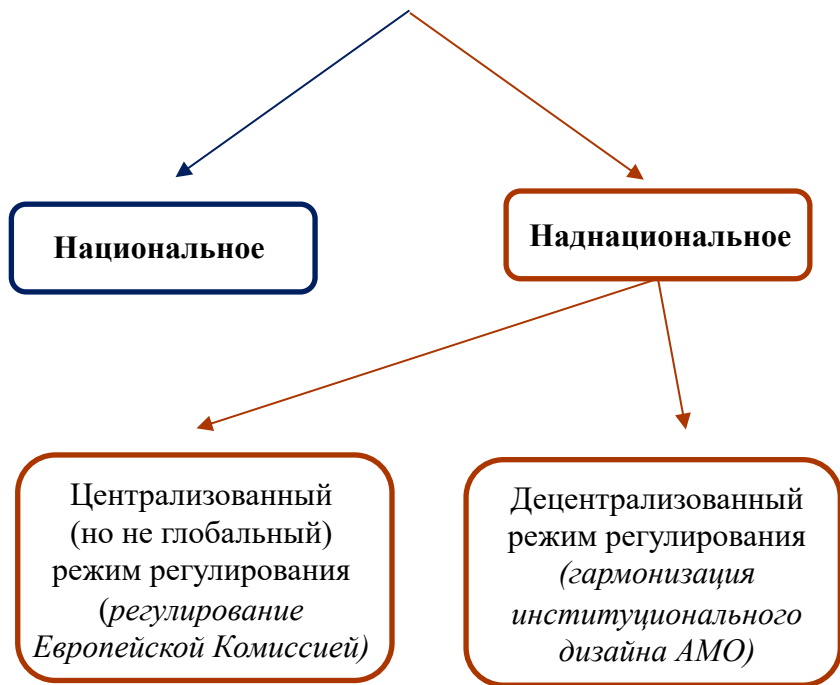 Национальное
Наднациональное
Централизованный
(но не глобальный)
режим регулирования
(регулирование
Европейской Комиссией)
Децентрализованный
режим регулирования
(гармонизация
институционального
дизайна АМО)